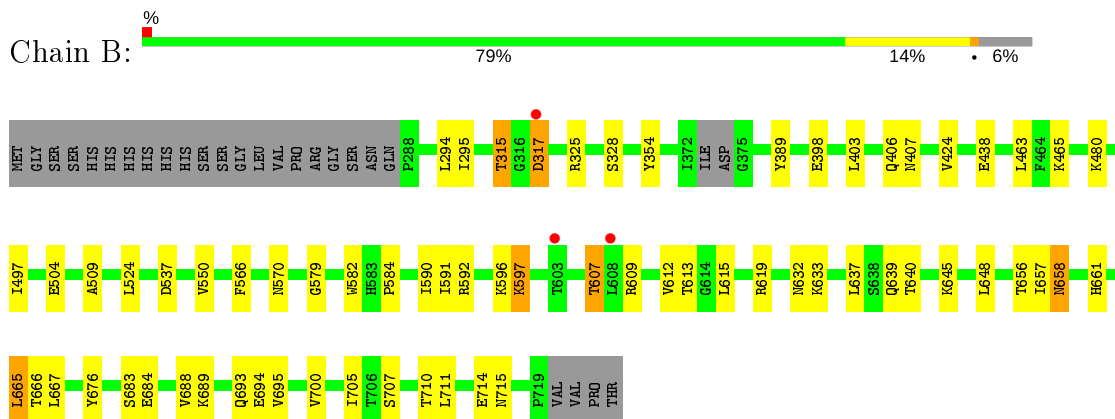 %
Chain B:
79% 14% • 6%
MET GLY SER SER HIS HIS HIS HIS HIS HIS SER SER GLY LEU VAL PRO ARG GLY SER ASN GLN P288 L294 I295 T315 G316 D317 R325 S328 Y354 I372 ILE ASP G375 Y389 E398 L403 Q406 N407 V424 E438 L463 F464 K465 K480
I497 E504 A509 L524 D537 V550 F566 N570 G579 W582 H583 P584 I590 I591 R592 K596 K597 T603 T607 L608 R609 V612 T613 G614 L615 R619 N632 K633 L637 S638 Q639 T640 K645 L648 T656 I657 N658 H661
L665 T666 L667 Y676 S683 E684 V688 K689 Q693 E694 V695 V700 I705 T706 S707 T710 L711 E714 N715 P719 VAL VAL PRO THR